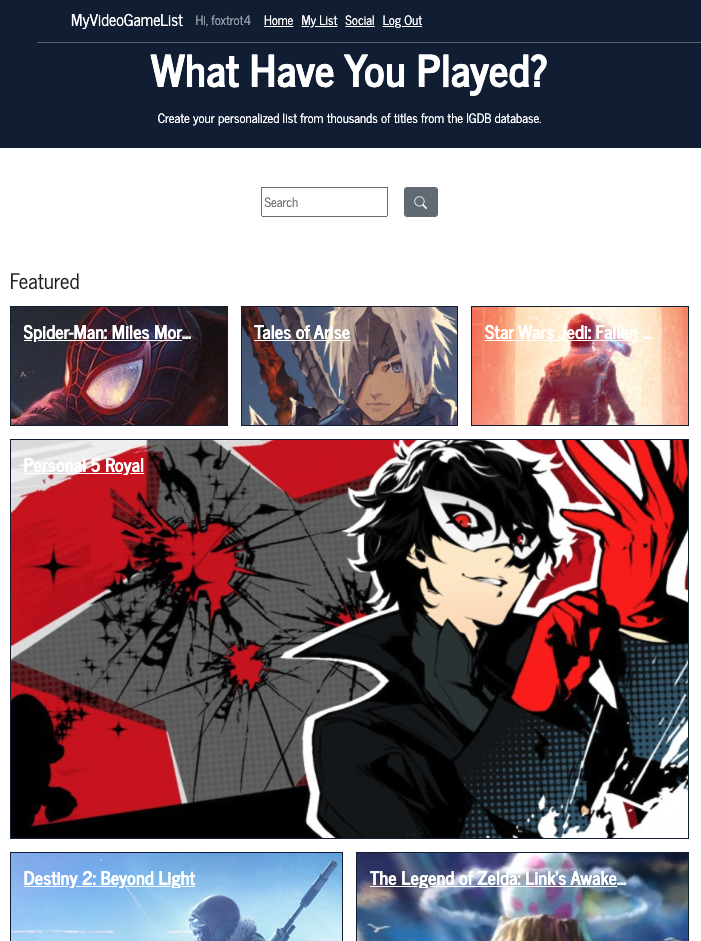 MyVideoGameList Hi, foxtrot4 Home My List Social Log Out
What Have You Played?
Create your personalized list from thousands of titles from the IGDB database.
Search
Featured
Spider-Man: Miles Mor... Tales of Arise Star Wars Jedi: Fallen ...
Persona 5 Royal
Destiny 2: Beyond Light The Legend of Zelda: Link's Awake...